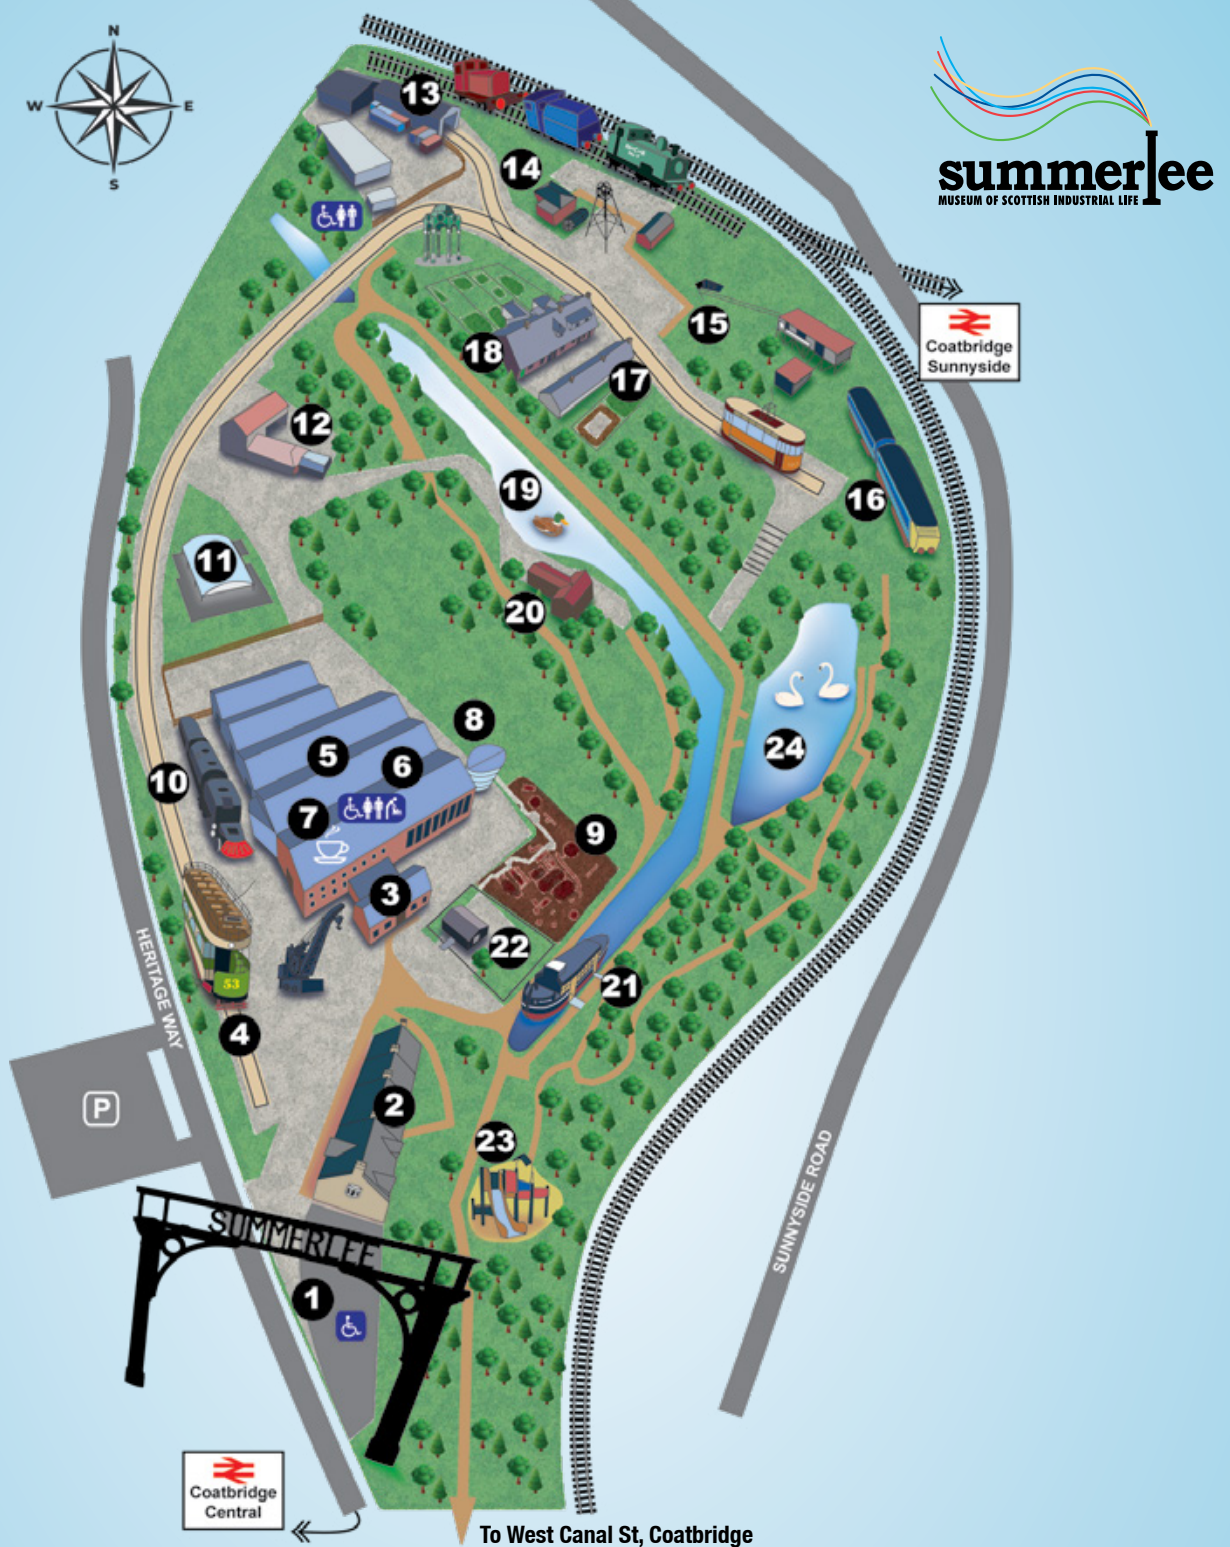 N
W
E
S
summerlee
MUSEUM OF SCOTTISH INDUSTRIAL LIFE
13
14
15
Coatbridge
Sunnyside
18
17
12
16
19
11
20
8
5
6
24
10
7
9
3
22
21
HERITAGE WAY
53
4
P
2
23
SUNNYSIDE ROAD
SUMMERLEE
1
Coatbridge
Central
To West Canal St, Coatbridge